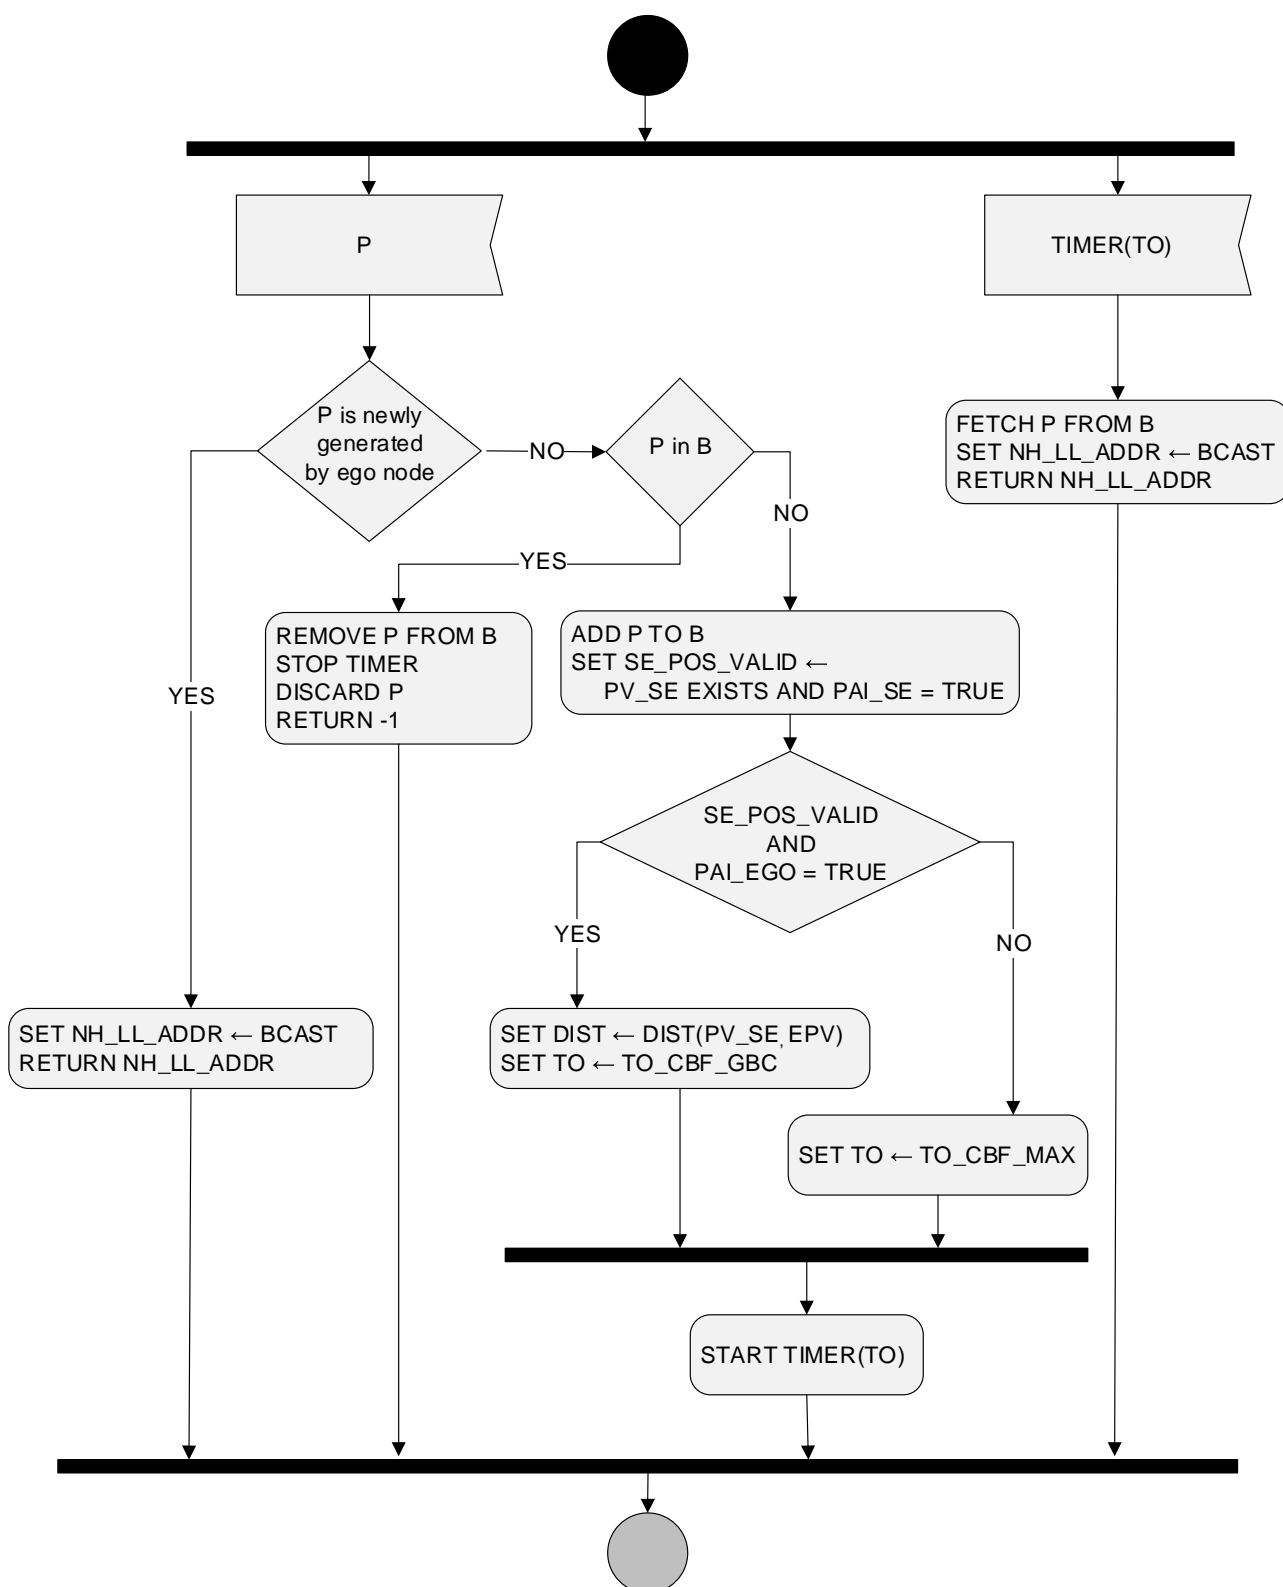 P
TIMER(TO)
P is newly
generated
by ego node
NO
P in B
FETCH P FROM B
SET NH_LL_ADDR ← BCAST
RETURN NH_LL_ADDR
NO
YES
REMOVE P FROM B
STOP TIMER
DISCARD P
RETURN -1
ADD P TO B
SET SE_POS_VALID ←
PV_SE EXISTS AND PAI_SE = TRUE
YES
SE_POS_VALID
AND
PAI_EGO = TRUE
YES
NO
SET NH_LL_ADDR ← BCAST
RETURN NH_LL_ADDR
SET DIST ← DIST(PV_SE, EPV)
SET TO ← TO_CBF_GBC
SET TO ← TO_CBF_MAX
START TIMER(TO)